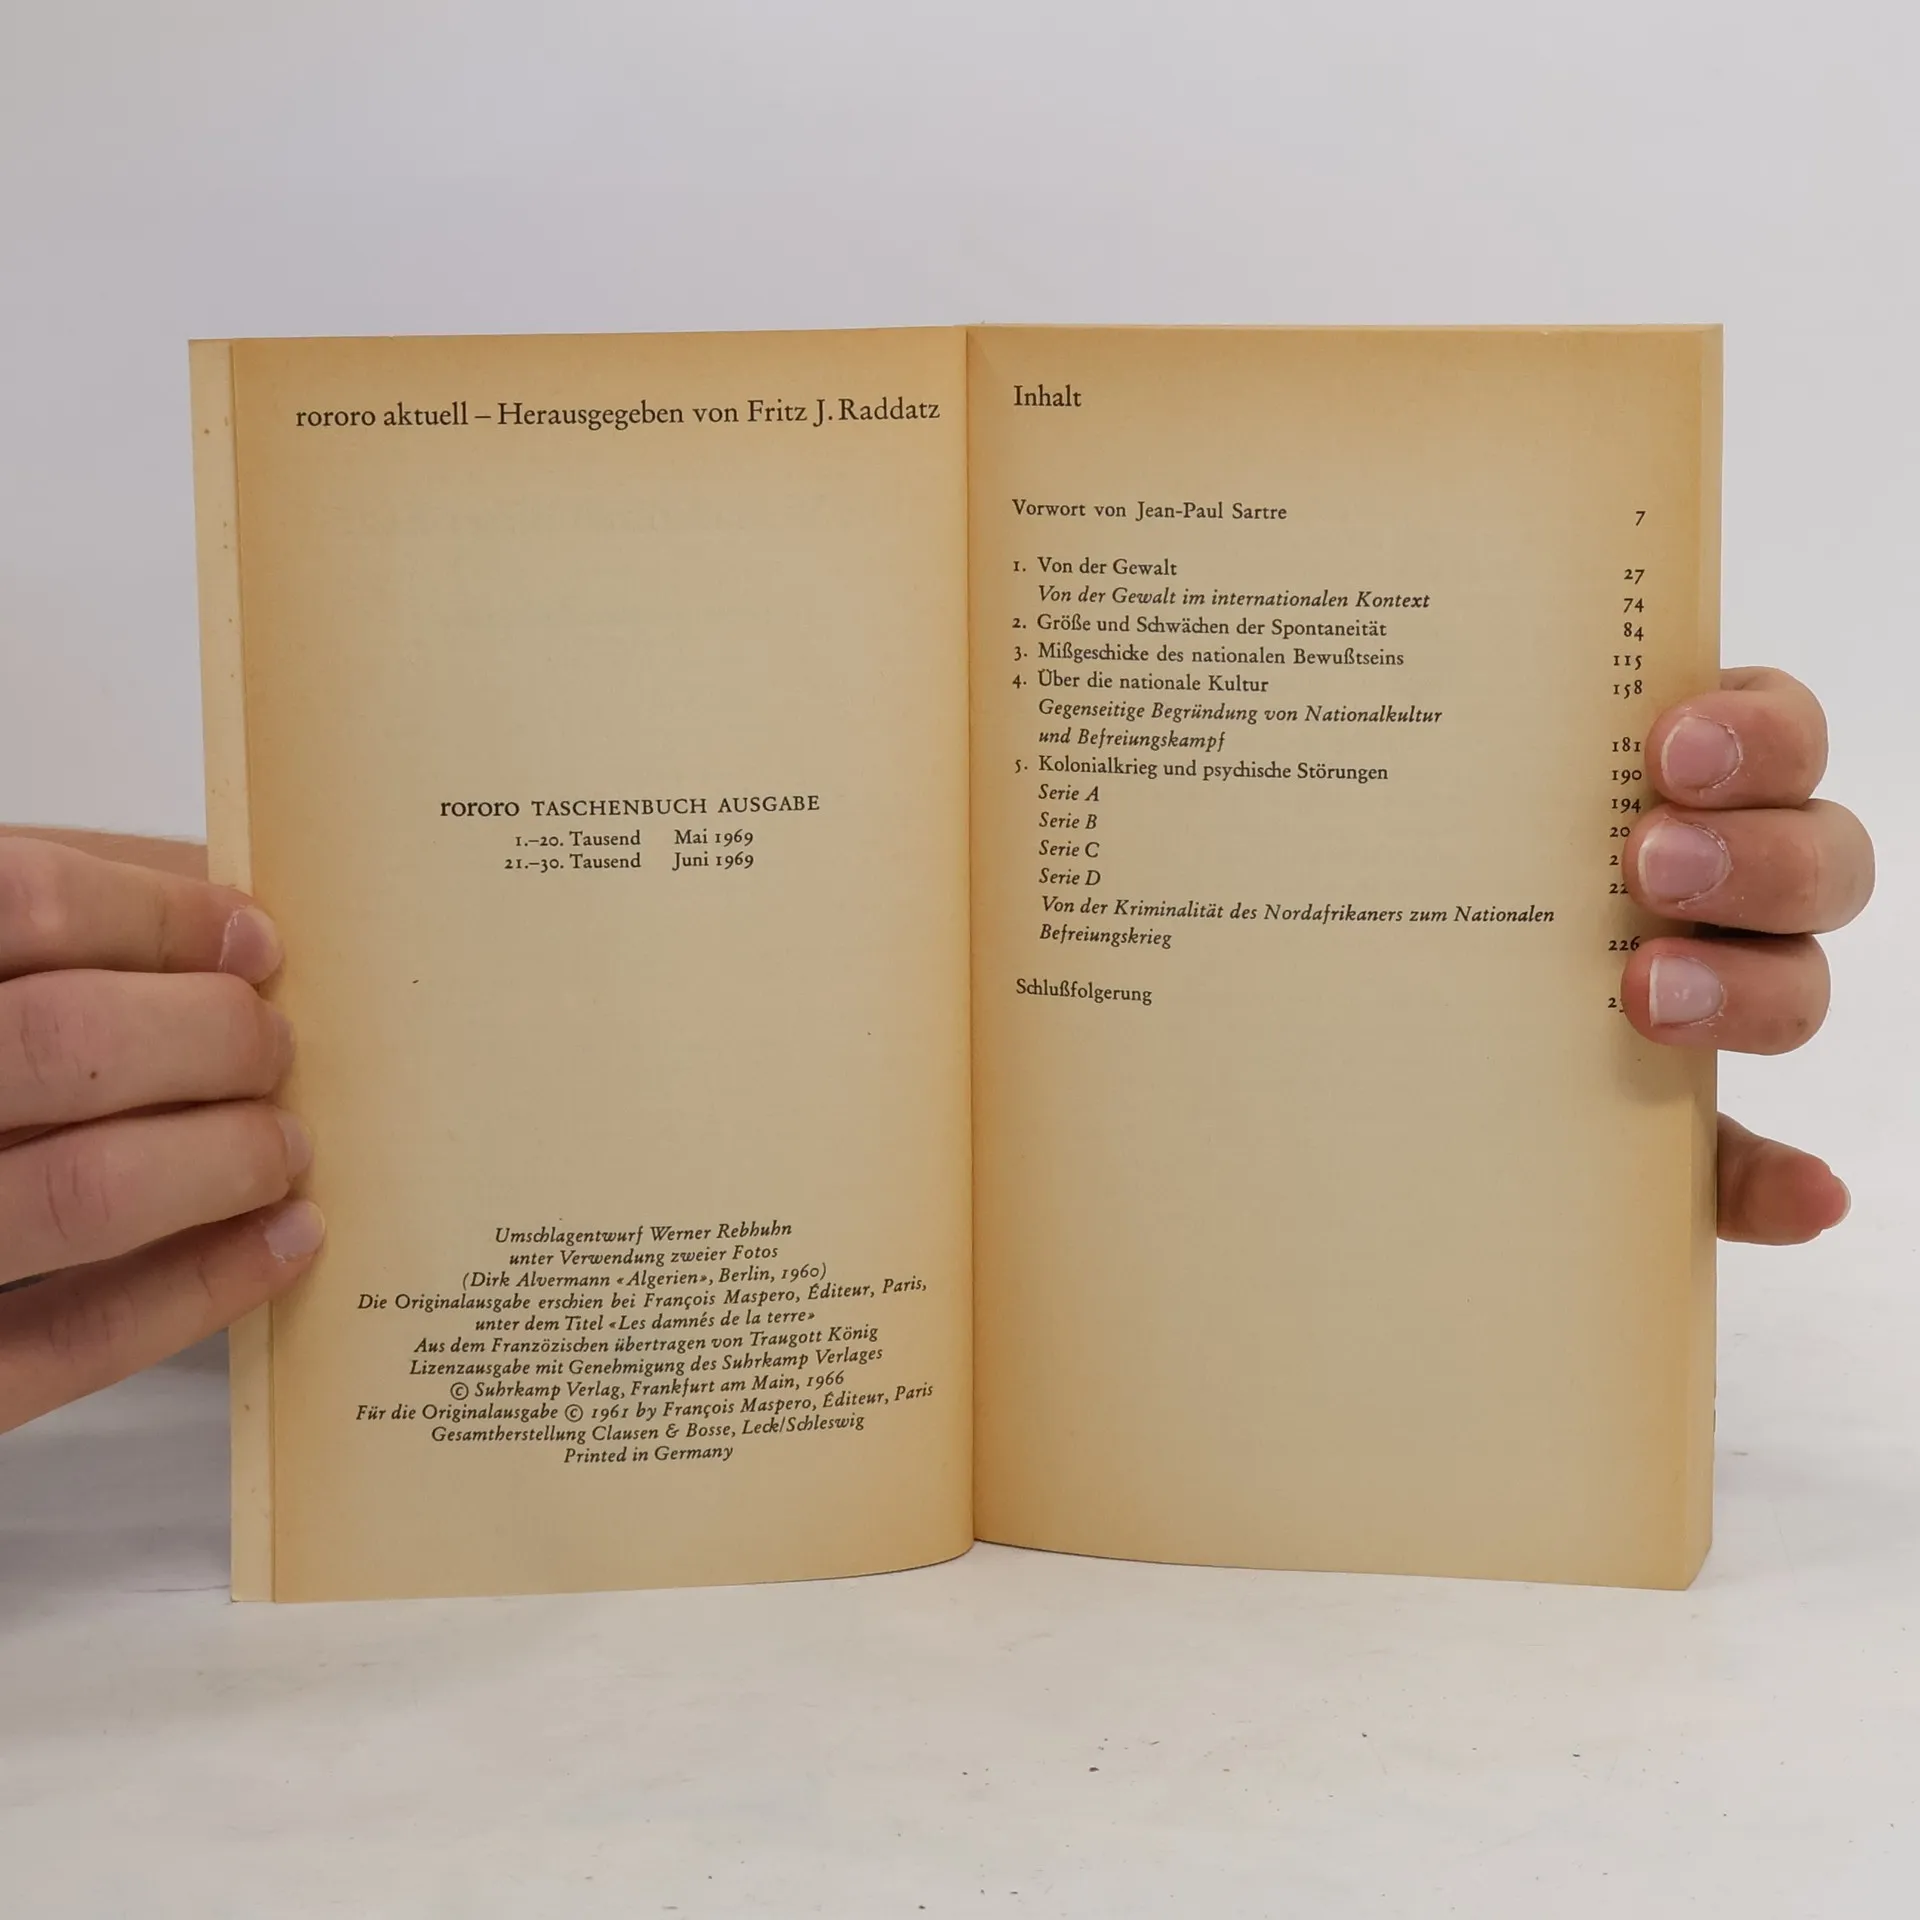 rororo aktuell – Herausgegeben von Fritz J. Raddatz
rororo TASCHENBUCH AUSGABE
1.–20. Tausend Mai 1969
21.–30. Tausend Juni 1969
Umschlagentwurf Werner Rebhuhn
unter Verwendung zweier Fotos
(Dirk Alvermann «Algerien», Berlin, 1960)
Die Originalausgabe erschien bei François Maspero, Éditeur, Paris,
unter dem Titel «Les damnés de la terre»
Aus dem Französischen übertragen von Traugott König
Lizenzausgabe mit Genehmigung des Suhrkamp Verlages
© Suhrkamp Verlag, Frankfurt am Main, 1966
Für die Originalausgabe © 1961 by François Maspero, Éditeur, Paris
Gesamtherstellung Clausen & Bosse, Leck/Schleswig
Printed in Germany
Inhalt
Vorwort von Jean-Paul Sartre 7
1. Von der Gewalt 27
Von der Gewalt im internationalen Kontext 74
2. Größe und Schwächen der Spontaneität 84
3. Mißgeschicke des nationalen Bewußtseins 115
4. Über die nationale Kultur 158
Gegenseitige Begründung von Nationalkultur
und Befreiungskampf 181
5. Kolonialkrieg und psychische Störungen 190
Serie A 194
Serie B
Serie C
Serie D
Von der Kriminalität des Nordafrikaners zum Nationalen
Befreiungskrieg 226
Schlußfolgerung